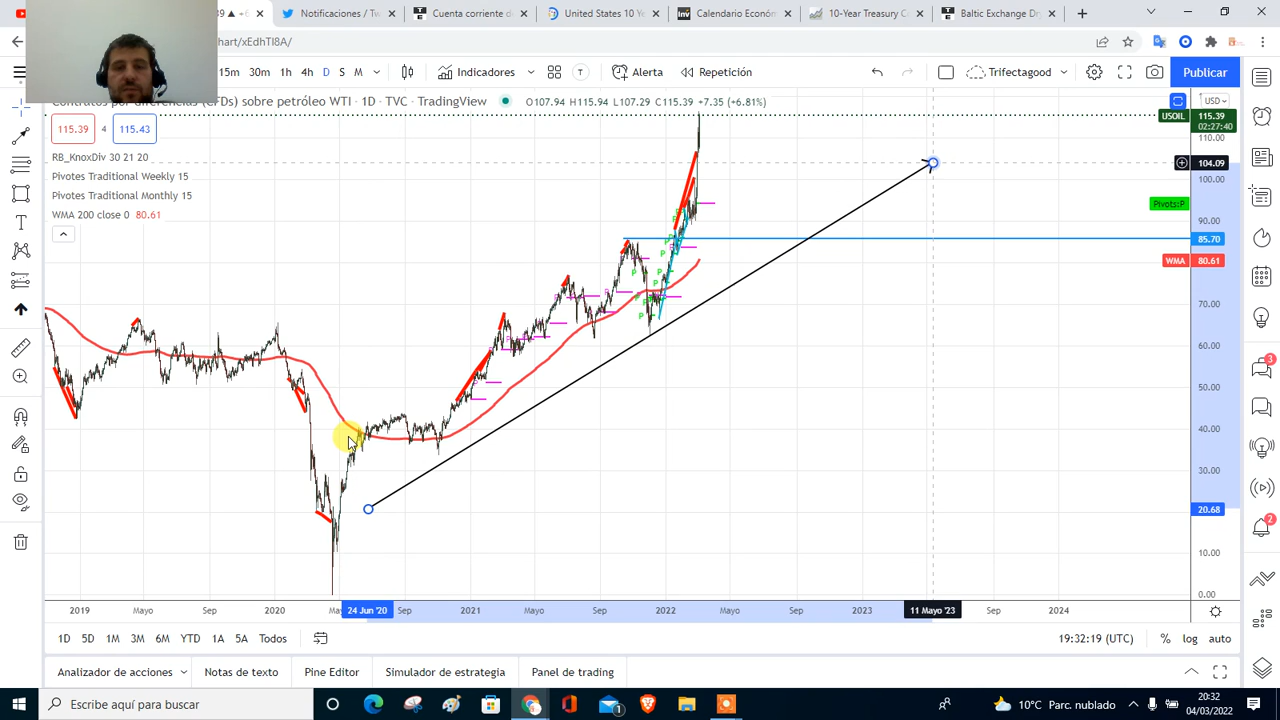 ▲ +6
Notificaciones / Tw
Cuenta corriente d
United States 10 Ye
Calendario Econó
10-Year Treasury C
Baltic Exchange Dr
hart/xEdhTI8A/
15m 30m 1h 4h D S M
Indicadores
Alerta
Repetición
Trifectagood
Publicar
Contratos por diferencias (CFDs) sobre petróleo WTI · 1D · TVC · TradingView
O107.94 H115.94 L107.29 C115.39 +7.35 (+6.81%)
115.39 4 115.43
RB_KnoxDiv 30 21 20
Pivotes Traditional Weekly 15
Pivotes Traditional Monthly 15
WMA 200 close 0 80.61
USD
USOIL 115.39
02:27:40
110.00
104.09
100.00
Pivots:P
90.00
85.70
WMA 80.61
70.00
60.00
50.00
40.00
30.00
20.68
10.00
0.00
2019 Mayo Sep 2020 May 24 Jun '20 Sep 2021 Mayo Sep 2022 Mayo Sep 2023 11 Mayo '23 Sep 2024
1D 5D 1M 3M 6M YTD 1A 5A Todos
19:32:19 (UTC) % log auto
Analizador de acciones
Notas de texto
Pine Editor
Simulador de estrategia
Panel de trading
3
2
Escribe aquí para buscar
1
10°C Parc. nublado
20:32
04/03/2022